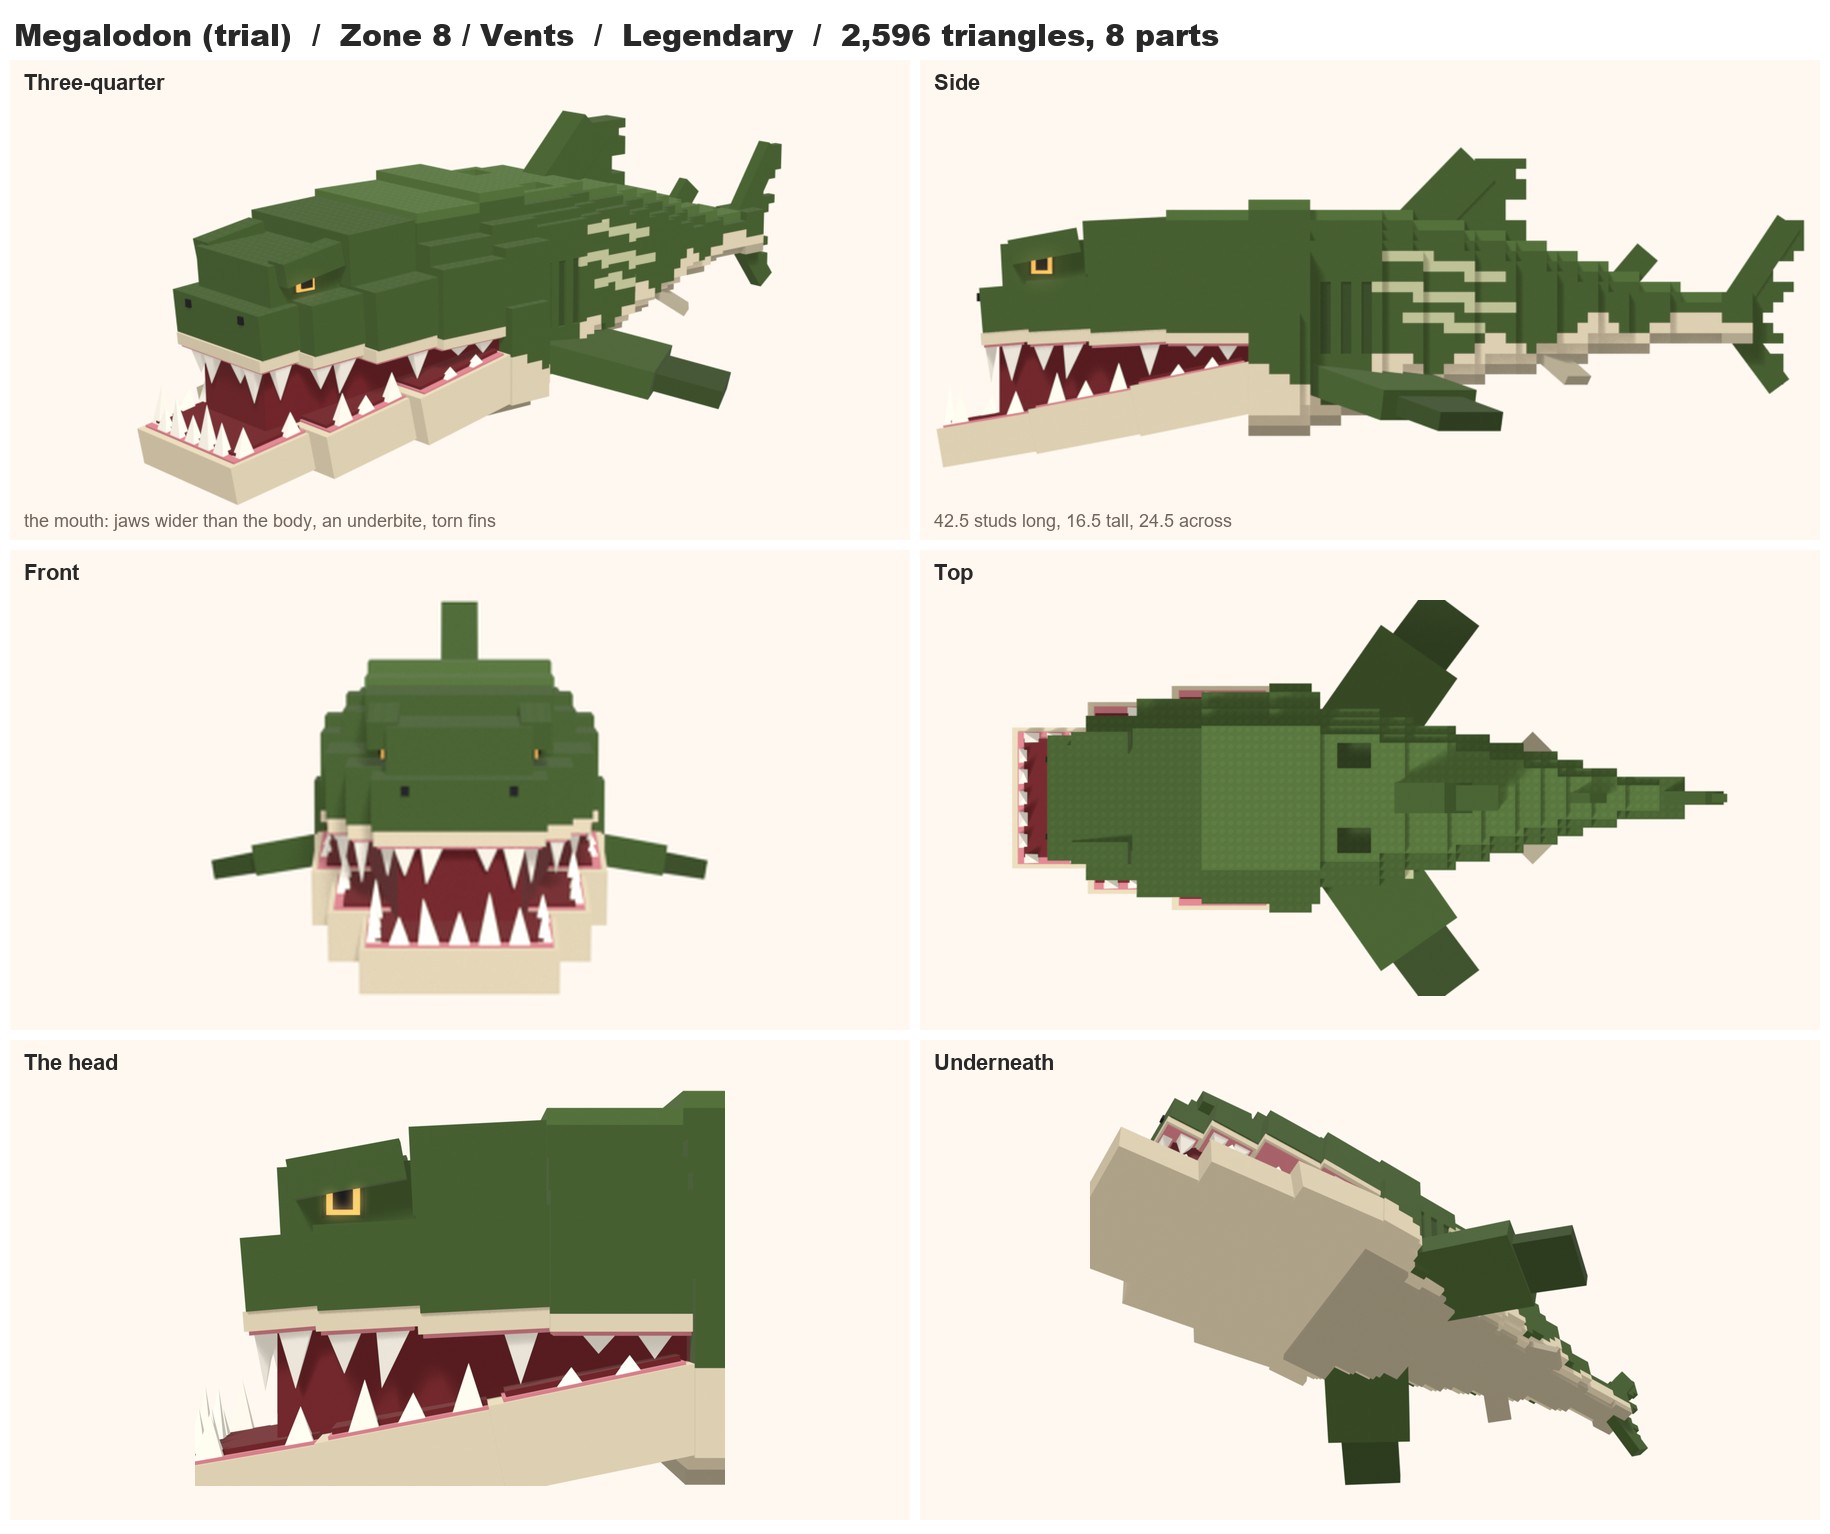 Megalodon (trial)  /  Zone 8 / Vents  /  Legendary  /  2,596 triangles, 8 parts
Three-quarter
Side
the mouth: jaws wider than the body, an underbite, torn fins
42.5 studs long, 16.5 tall, 24.5 across
Front
Top
The head
Underneath